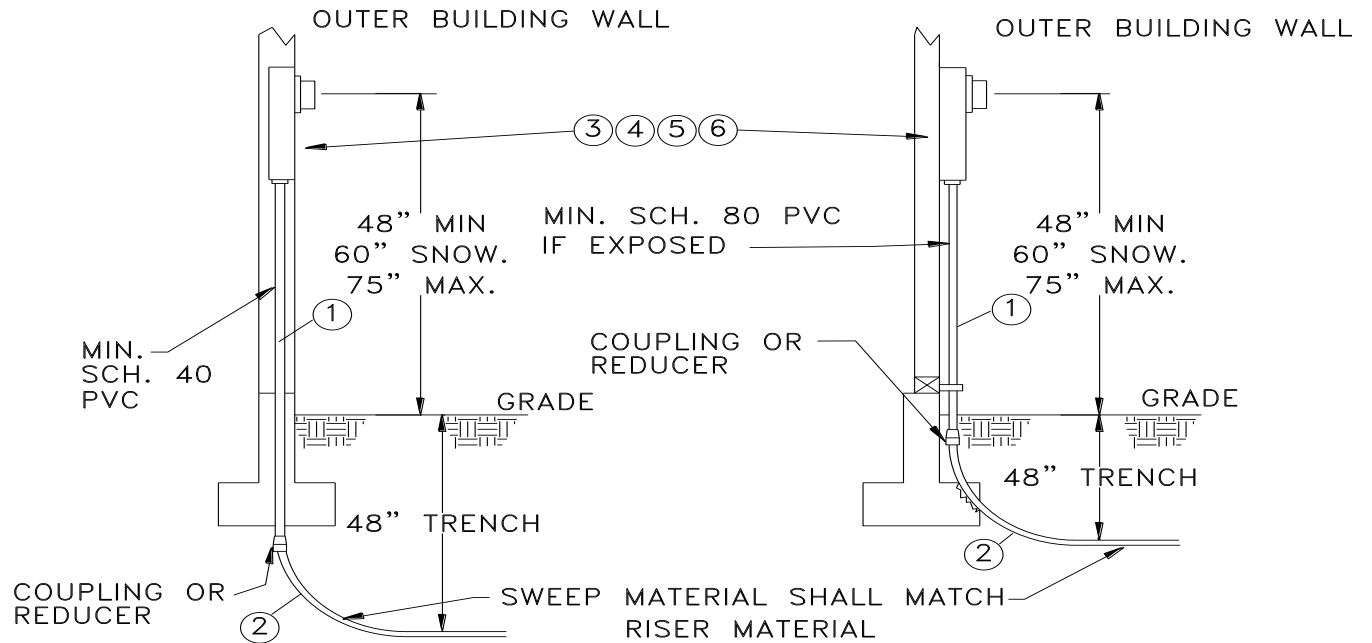 OUTER BUILDING WALL
OUTER BUILDING WALL
3 4 5 6
48” MIN
60” SNOW.
75” MAX.
MIN. SCH. 80 PVC
IF EXPOSED
48” MIN
60” SNOW.
75” MAX.
1
1
MIN.
SCH. 40
PVC
COUPLING OR
REDUCER
GRADE
GRADE
48” TRENCH
48” TRENCH
COUPLING OR
REDUCER
2
2
SWEEP MATERIAL SHALL MATCH
RISER MATERIAL